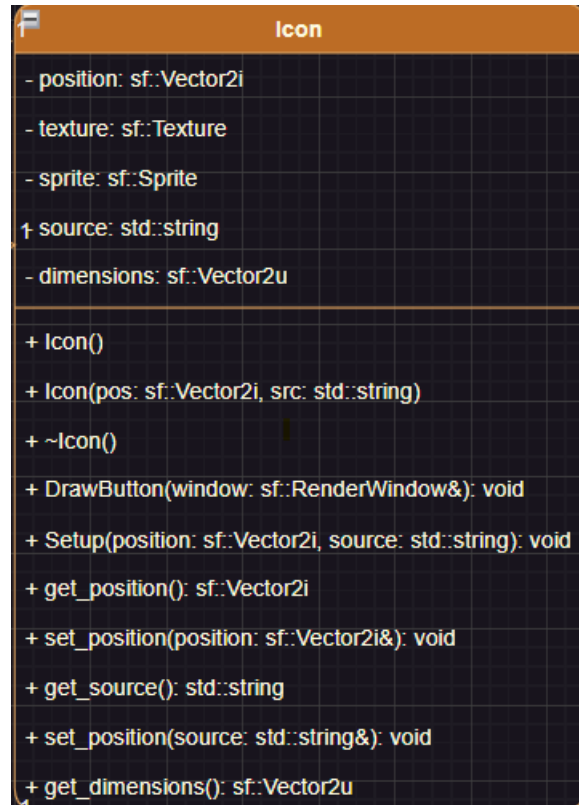 1
Icon
- position: sf::Vector2i
- texture: sf::Texture
- sprite: sf::Sprite
1 source: std::string
- dimensions: sf::Vector2u
+ Icon()
+ Icon(pos: sf::Vector2i, src: std::string)
+ ~Icon()
+ DrawButton(window: sf::RenderWindow&): void
+ Setup(position: sf::Vector2i, source: std::string): void
+ get_position(): sf::Vector2i
+ set_position(position: sf::Vector2i&): void
+ get_source(): std::string
+ set_position(source: std::string&): void
+ get_dimensions(): sf::Vector2u
1